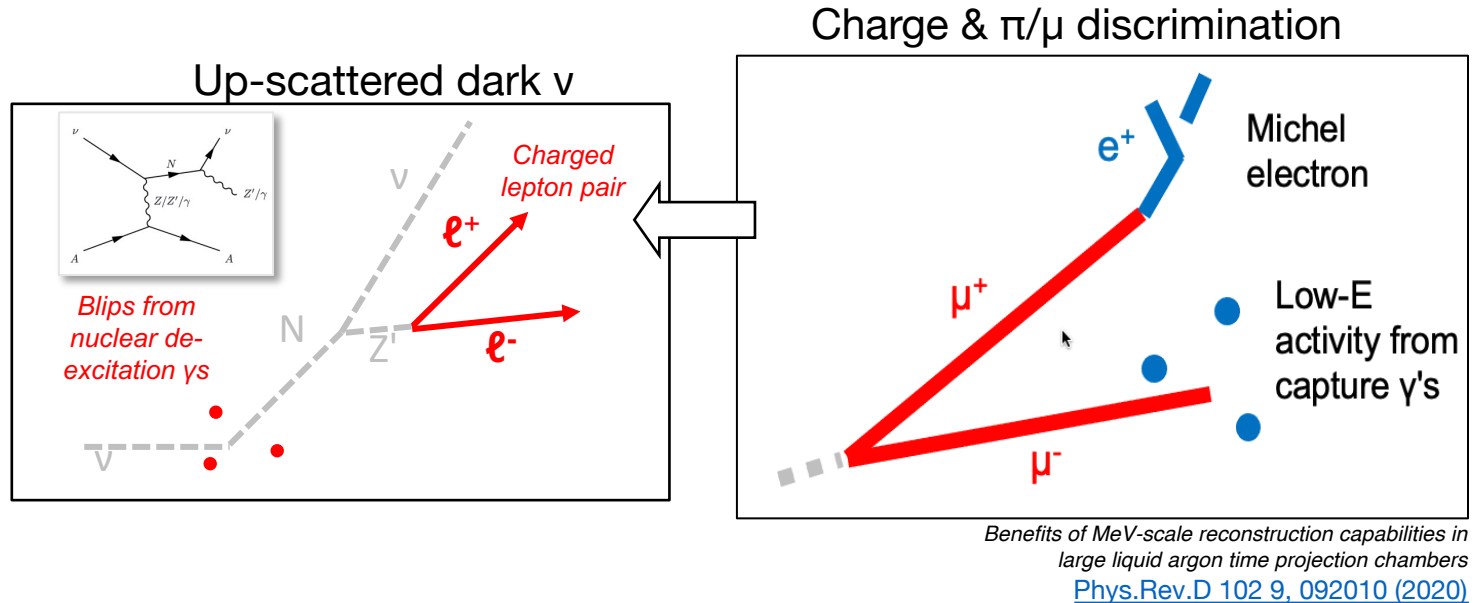 Charge & π/μ discrimination
Up-scattered dark ν
ν
ν
N
Z/Z'/γ
Z'/γ
A
A
ν
Charged
lepton pair
ℓ+
ℓ-
N
Z'
Blips from
nuclear de-
excitation γs
ν
e+
Michel
electron
μ+
μ-
Low-E
activity from
capture γ's
Benefits of MeV-scale reconstruction capabilities in
large liquid argon time projection chambers
Phys.Rev.D 102 9, 092010 (2020)